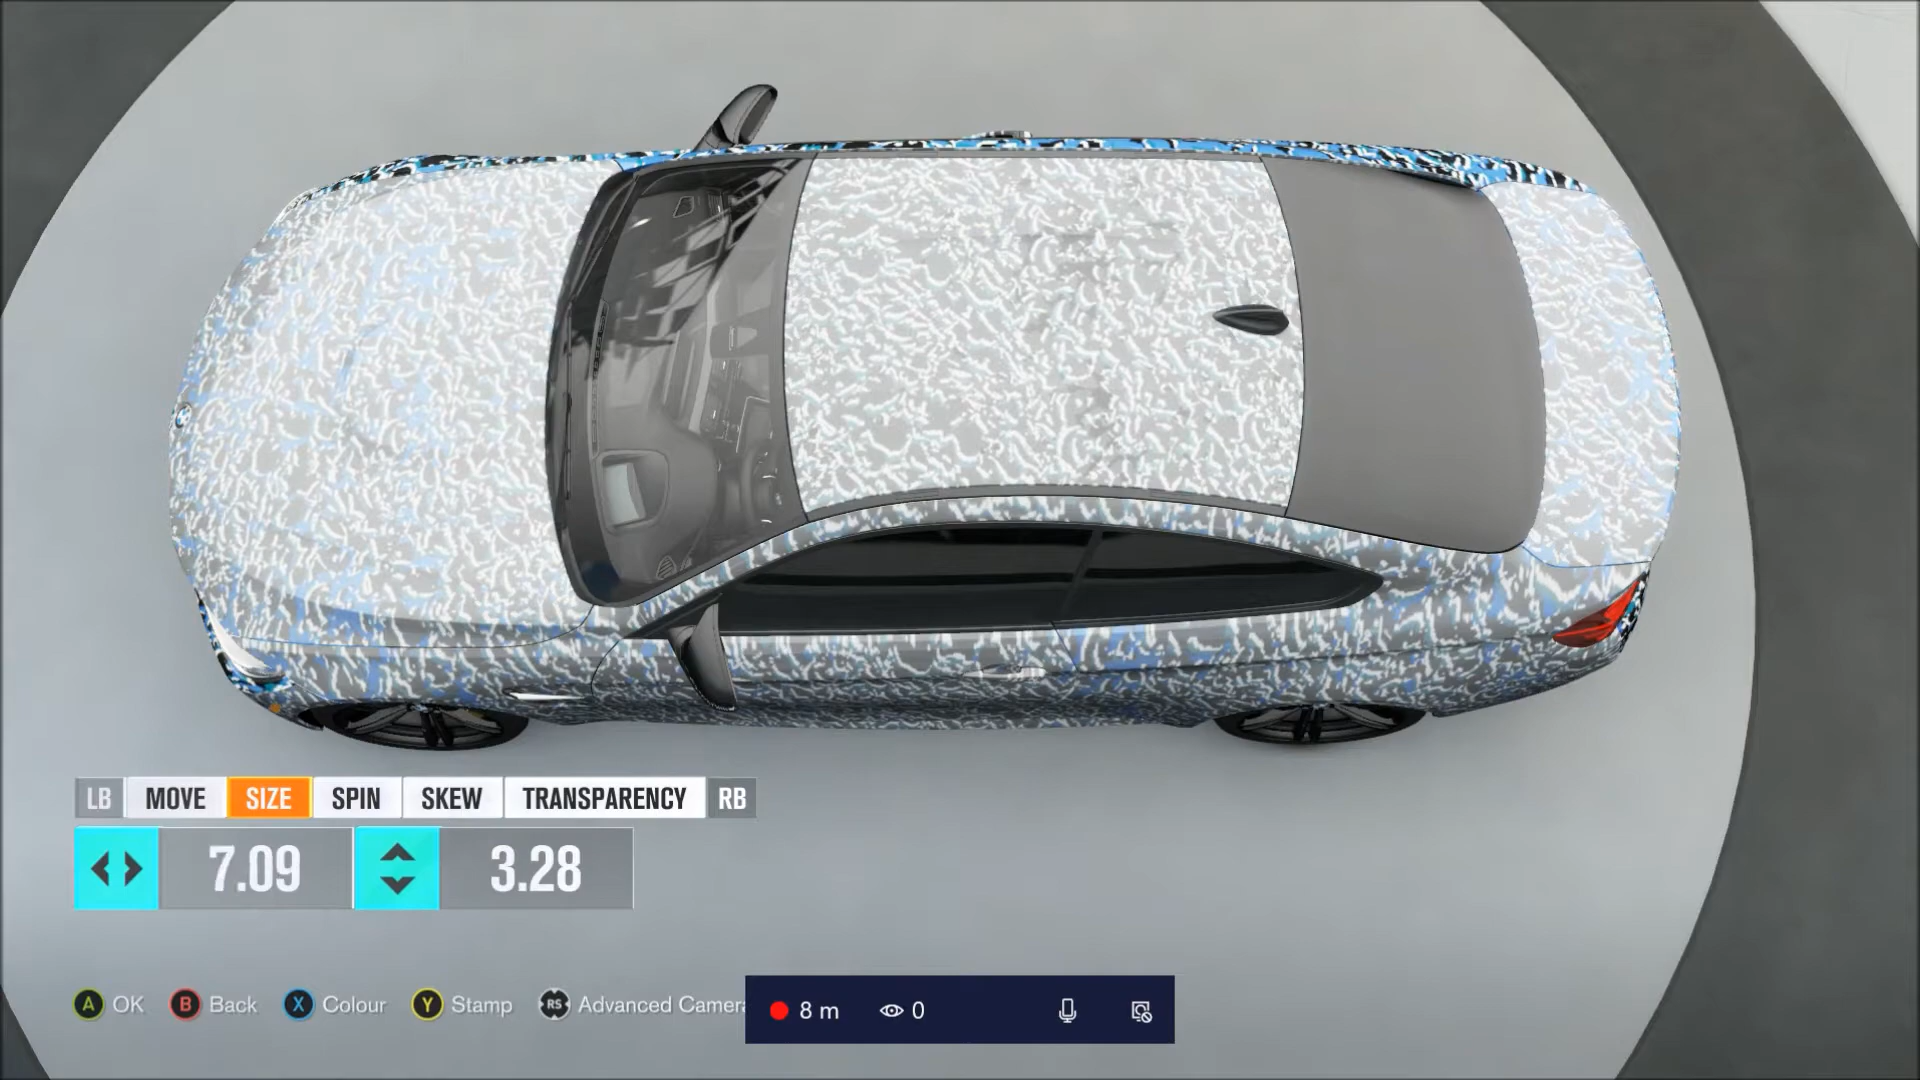 LB MOVE SIZE SPIN SKEW TRANSPARENCY RB
7.09 3.28
A OK B Back X Colour Y Stamp RS Advanced Camera
8 m 0